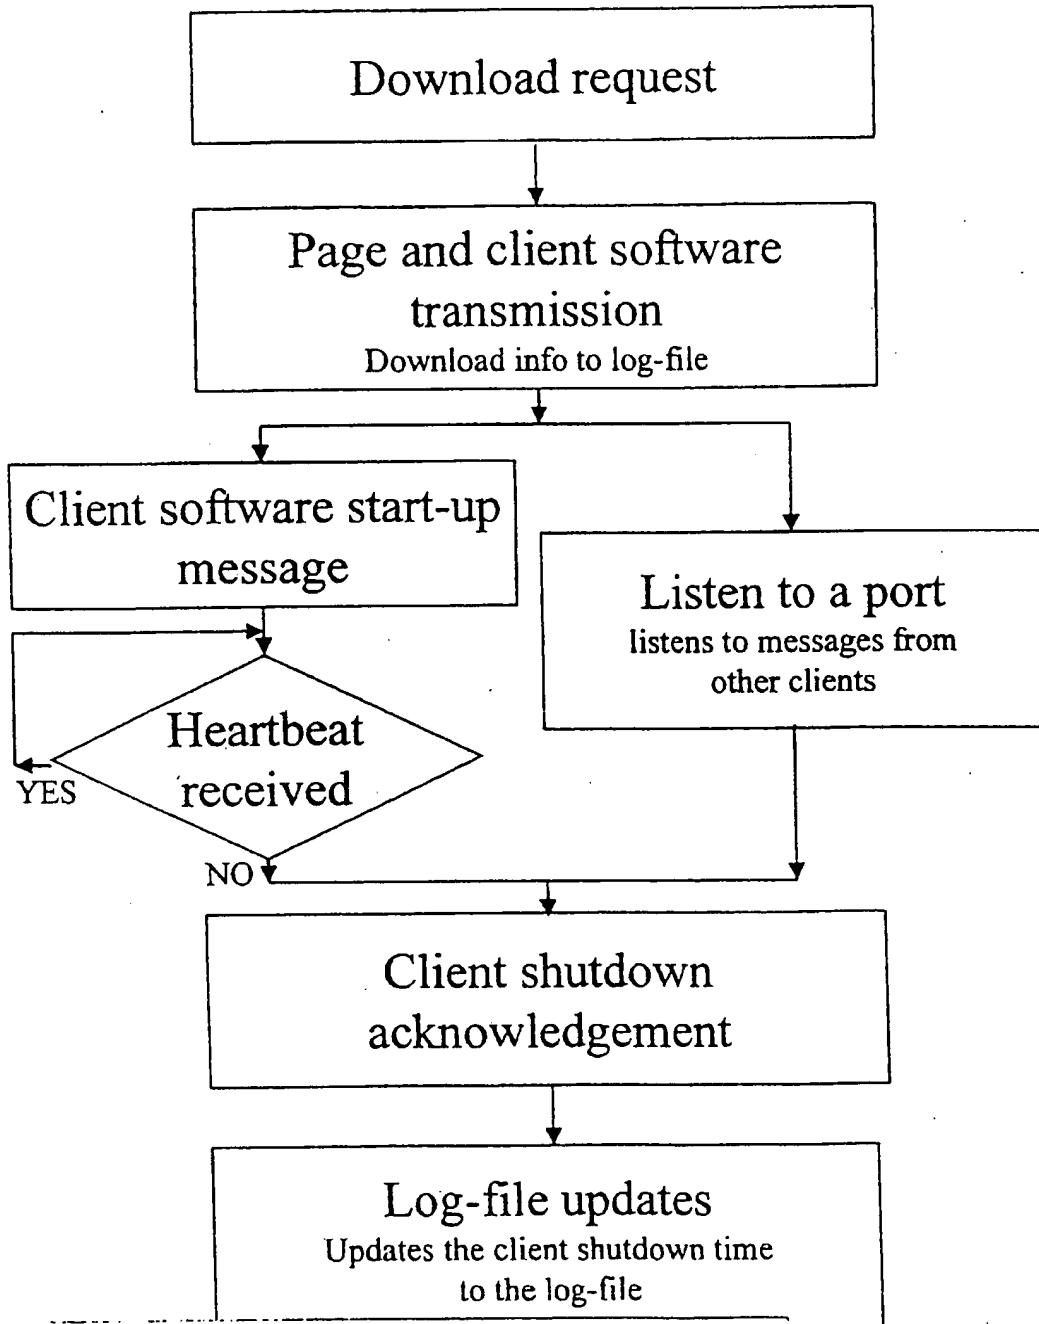 Download request
Page and client software
transmission
Download info to log-file
Client software start-up
message
Listen to a port
listens to messages from
other clients
Heartbeat
received
YES
NO
Client shutdown
acknowledgement
Log-file updates
Updates the client shutdown time
to the log-file